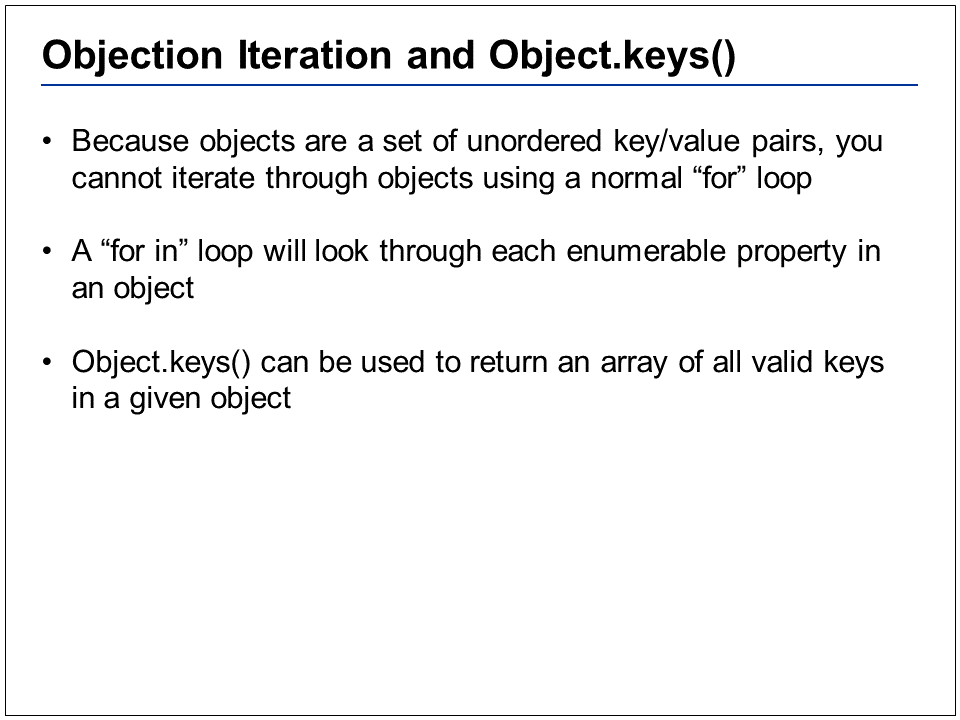 Objection Iteration and Object.keys()
• Because objects are a set of unordered key/value pairs, you
cannot iterate through objects using a normal “for” loop
• A “for in” loop will look through each enumerable property in
an object
• Object.keys() can be used to return an array of all valid keys
in a given object